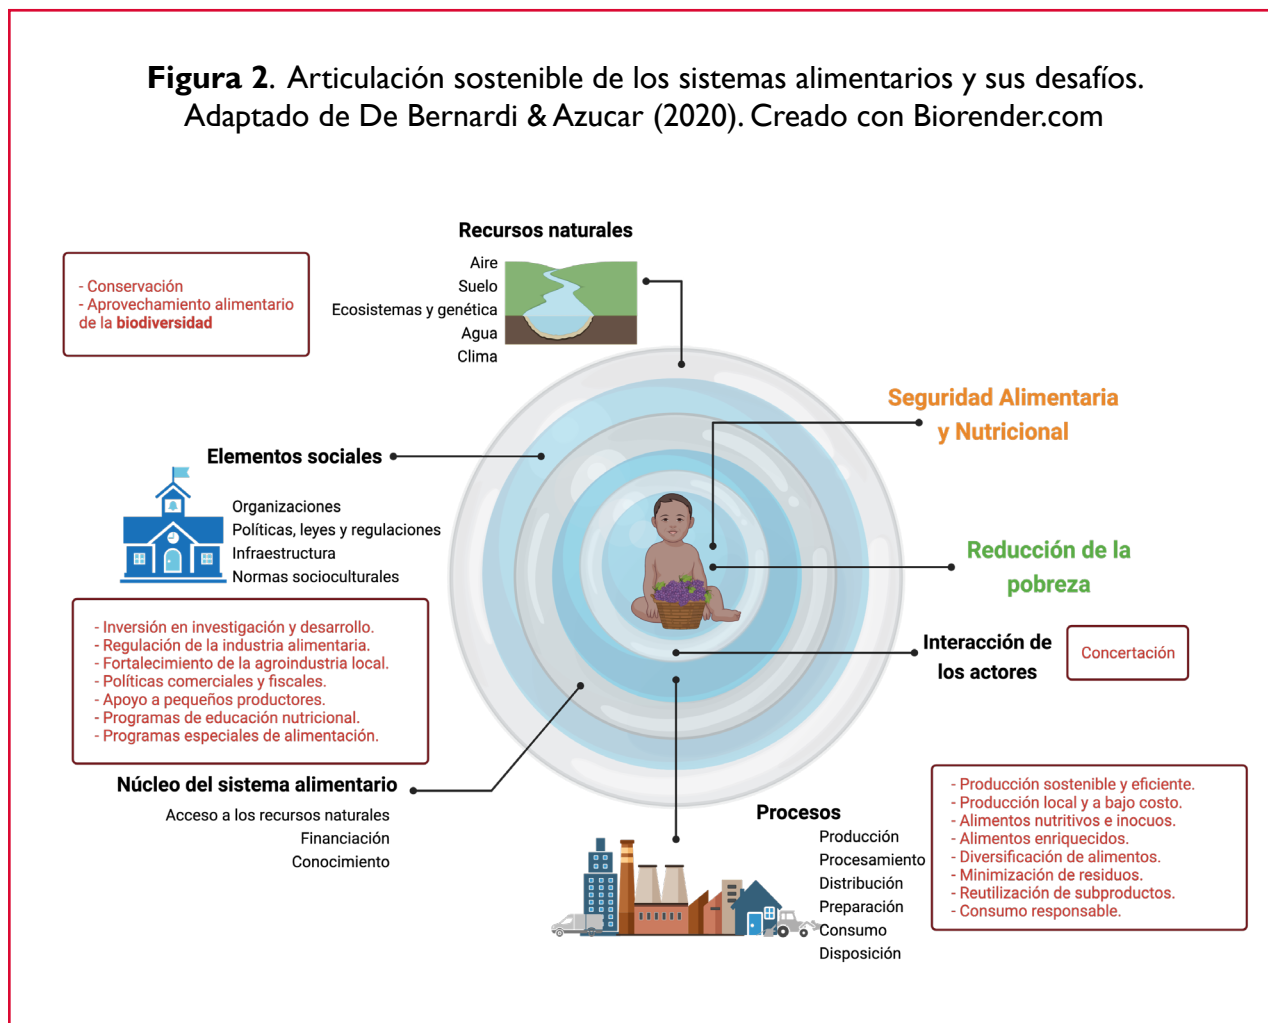 Figura 2. Articulación sostenible de los sistemas alimentarios y sus desafíos.
Adaptado de De Bernardi & Azucar (2020). Creado con Biorender.com
Recursos naturales
Aire
Suelo
Ecosistemas y genética
Agua
Clima
- Conservación
- Aprovechamiento alimentario
de la biodiversidad
Seguridad Alimentaria
y Nutricional
Elementos sociales
Organizaciones
Políticas, leyes y regulaciones
Infraestructura
Normas socioculturales
Reducción de la
pobreza
- Inversión en investigación y desarrollo.
- Regulación de la industria alimentaria.
- Fortalecimiento de la agroindustria local.
- Políticas comerciales y fiscales.
- Apoyo a pequeños productores.
- Programas de educación nutricional.
- Programas especiales de alimentación.
Interacción de
los actores
Concertación
Núcleo del sistema alimentario
Acceso a los recursos naturales
Financiación
Conocimiento
Procesos
Producción
Procesamiento
Distribución
Preparación
Consumo
Disposición
- Producción sostenible y eficiente.
- Producción local y a bajo costo.
- Alimentos nutritivos e inocuos.
- Alimentos enriquecidos.
- Diversificación de alimentos.
- Minimización de residuos.
- Reutilización de subproductos.
- Consumo responsable.